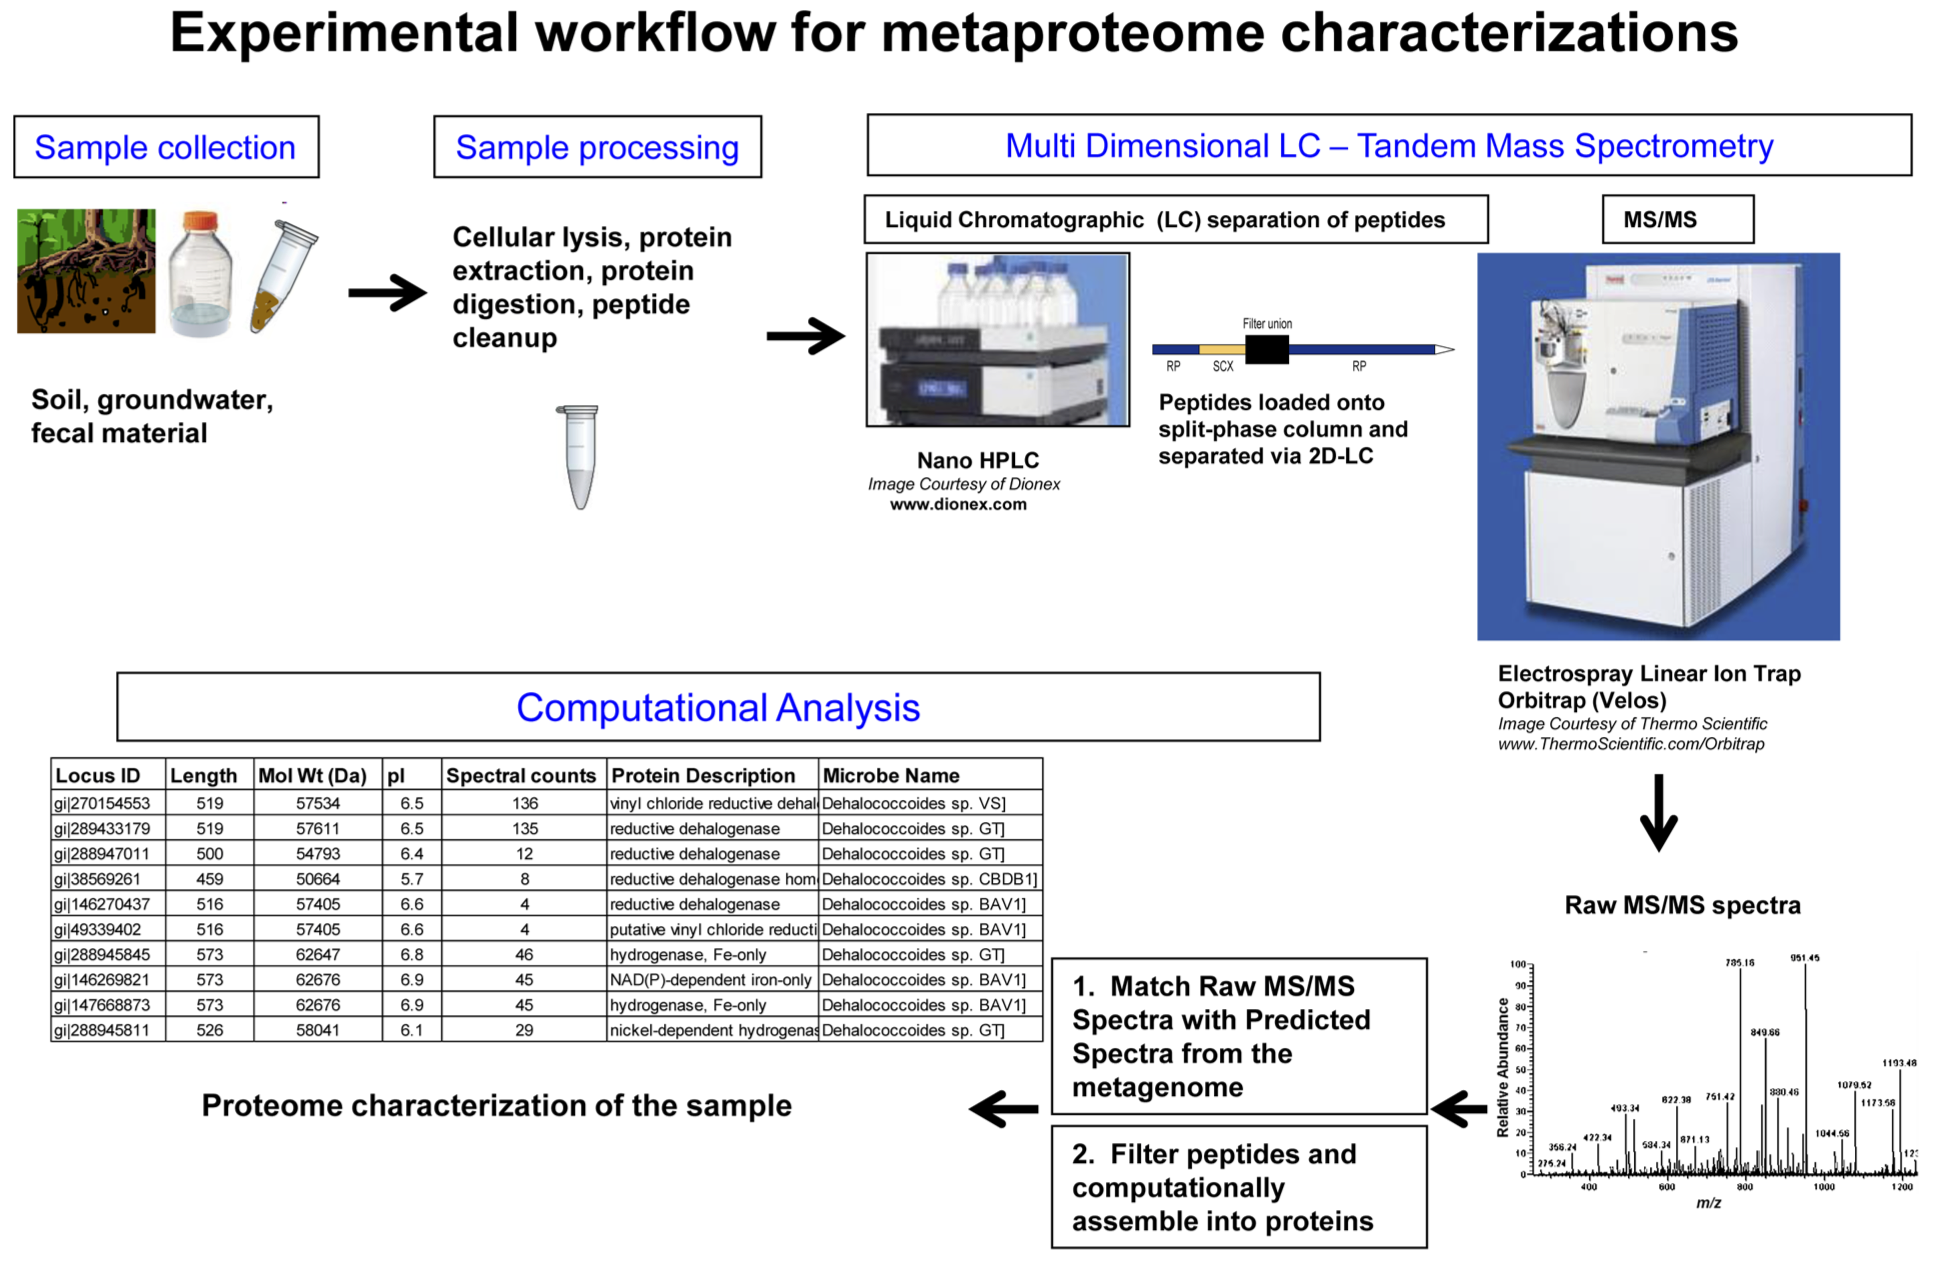 Experimental workflow for metaproteome characterizations
Sample collection
Sample processing
Multi Dimensional LC – Tandem Mass Spectrometry
Liquid Chromatographic (LC) separation of peptides
MS/MS
Cellular lysis, protein
extraction, protein
digestion, peptide
cleanup
Soil, groundwater,
fecal material
Filter union
RP
SCX
RP
Peptides loaded onto
split-phase column and
separated via 2D-LC
Nano HPLC
Image Courtesy of Dionex
www.dionex.com
Electrospray Linear Ion Trap
Orbitrap (Velos)
Image Courtesy of Thermo Scientific
www.ThermoScientific.com/Orbitrap
Computational Analysis
Locus ID Length Mol Wt (Da) pI Spectral counts Protein Description Microbe Name
gi|270154553 519 57534 6.5 136 vinyl chloride reductive dehal Dehalococcoides sp. VS]
gi|289433179 519 57611 6.5 135 reductive dehalogenase Dehalococcoides sp. GT]
gi|288947011 500 54793 6.4 12 reductive dehalogenase Dehalococcoides sp. GT]
gi|38569261 459 50664 5.7 8 reductive dehalogenase hom Dehalococcoides sp. CBDB1]
gi|146270437 516 57405 6.6 4 reductive dehalogenase Dehalococcoides sp. BAV1]
gi|49339402 516 57405 6.6 4 putative vinyl chloride reducti Dehalococcoides sp. BAV1]
gi|288945845 573 62647 6.8 46 hydrogenase, Fe-only Dehalococcoides sp. GT]
gi|146269821 573 62676 6.9 45 NAD(P)-dependent iron-only Dehalococcoides sp. BAV1]
gi|147668873 573 62676 6.9 45 hydrogenase, Fe-only Dehalococcoides sp. BAV1]
gi|288945811 526 58041 6.1 29 nickel-dependent hydrogenas Dehalococcoides sp. GT]
Proteome characterization of the sample
1. Match Raw MS/MS
Spectra with Predicted
Spectra from the
metagenome
2. Filter peptides and
computationally
assemble into proteins
Raw MS/MS spectra
Relative Abundance
100
90
80
70
60
50
40
30
20
10
0
785.16
951.45
849.66
1193.48
1079.52
1173.58
880.46
751.42
622.38
493.34
1044.56
422.34
584.34
671.13
356.24
275.24
123
400 600 800 1000 1200
m/z